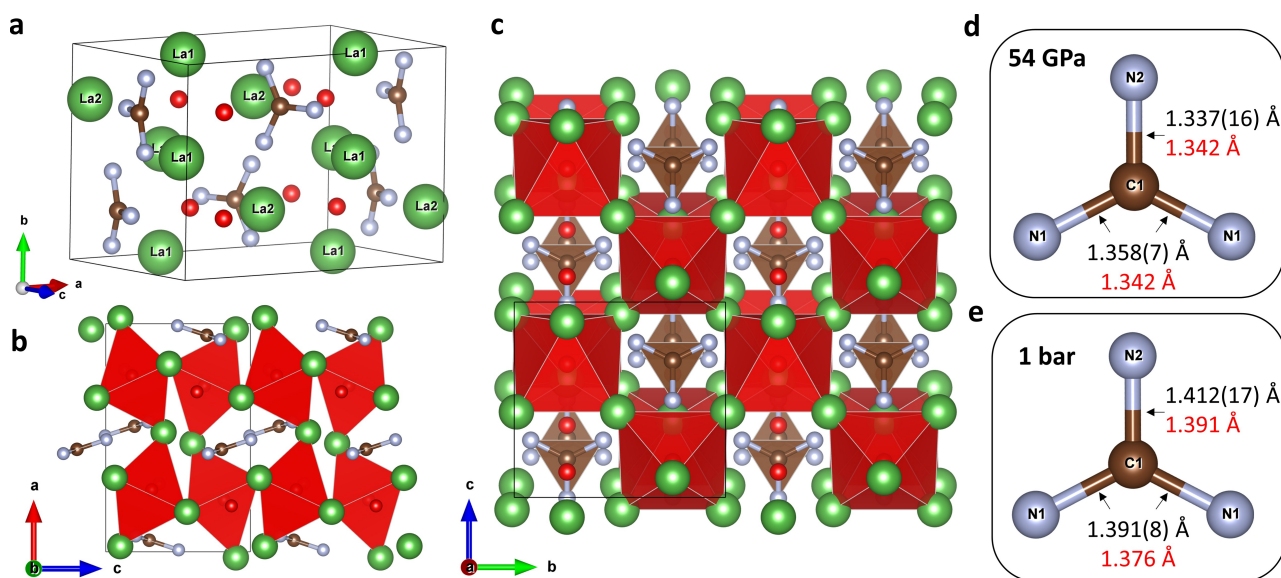 a
La1
La1
La2
La2
La
La1
La
La1
La2
La2
La1
La1
b
a
c
b
a
b
c
c
c
a
b
d
54 GPa
N2
1.337(16) Å
1.342 Å
C1
N1
N1
1.358(7) Å
1.342 Å
e
1 bar
N2
1.412(17) Å
1.391 Å
C1
N1
N1
1.391(8) Å
1.376 Å